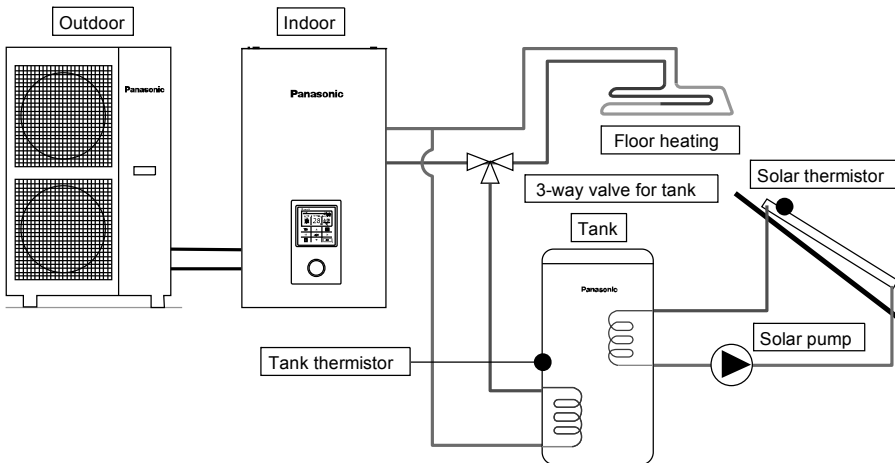 Outdoor
Indoor
Panasonic
Panasonic
Floor heating
3-way valve for tank
Solar thermistor
Tank
Panasonic
Solar pump
Tank thermistor